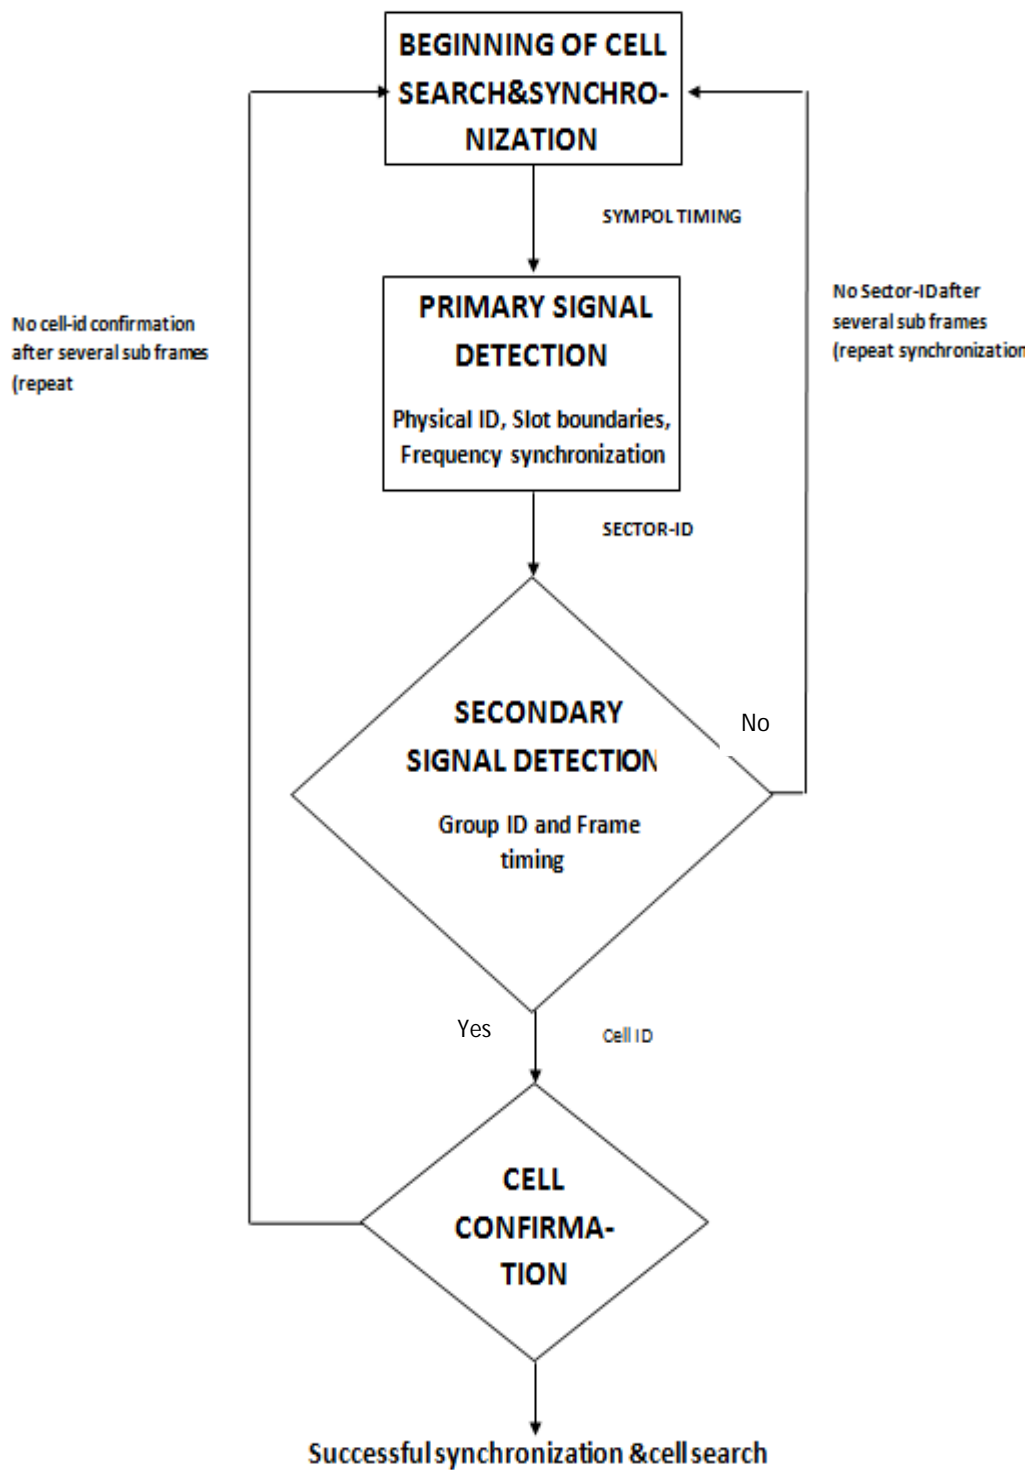 BEGINNING OF CELL
SEARCH&SYNCHRO-
NIZATION
SYMPOL TIMING
PRIMARY SIGNAL
DETECTION
Physical ID, Slot boundaries,
Frequency synchronization
No cell-id confirmation
after several sub frames
(repeat
No Sector-ID after
several sub frames
(repeat synchronization
SECTOR-ID
SECONDARY
SIGNAL DETECTION
Group ID and Frame
timing
No
Yes
Cell ID
CELL
CONFIRMA-
TION
Successful synchronization &cell search